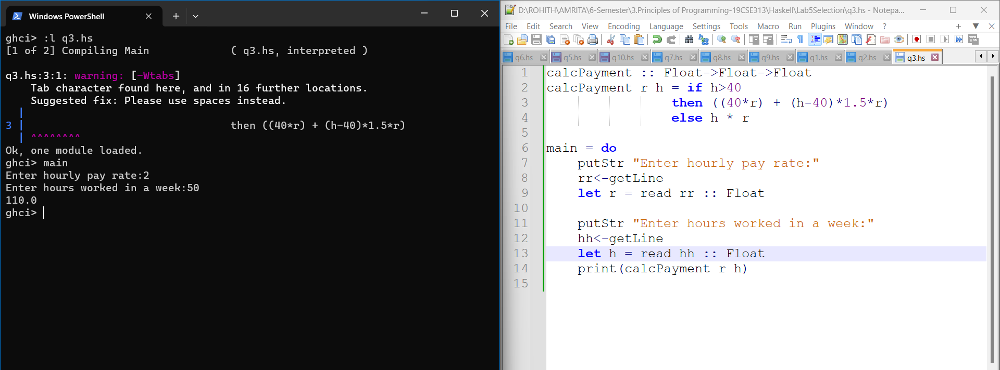 Windows PowerShell
ghci> :l q3.hs
[1 of 2] Compiling Main             ( q3.hs, interpreted )
q3.hs:3:1: warning: [-Wtabs]
    Tab character found here, and in 16 further locations.
    Suggested fix: Please use spaces instead.
  |
3 |                                 then ((40*r) + (h-40)*1.5*r)
  | ^^^^^^^^
Ok, one module loaded.
ghci> main
Enter hourly pay rate:2
Enter hours worked in a week:50
110.0
ghci>
D:\ROHITH\AMRITA\6-Semester\3.Principles of Programming-19CSE313\Haskell\Lab5Selection\q3.hs - Notepa...
File Edit Search View Encoding Language Settings Tools Macro Run Plugins Window ?
q6.hs q5.hs q10.hs q7.hs q8.hs q9.hs q1.hs q2.hs q3.hs
1 calcPayment :: Float->Float->Float
2 calcPayment r h = if h>40
3                 then ((40*r) + (h-40)*1.5*r)
4                 else h * r
5
6 main = do
7     putStr "Enter hourly pay rate:"
8     rr<-getLine
9     let r = read rr :: Float
10
11     putStr "Enter hours worked in a week:"
12     hh<-getLine
13     let h = read hh :: Float
14     print(calcPayment r h)
15